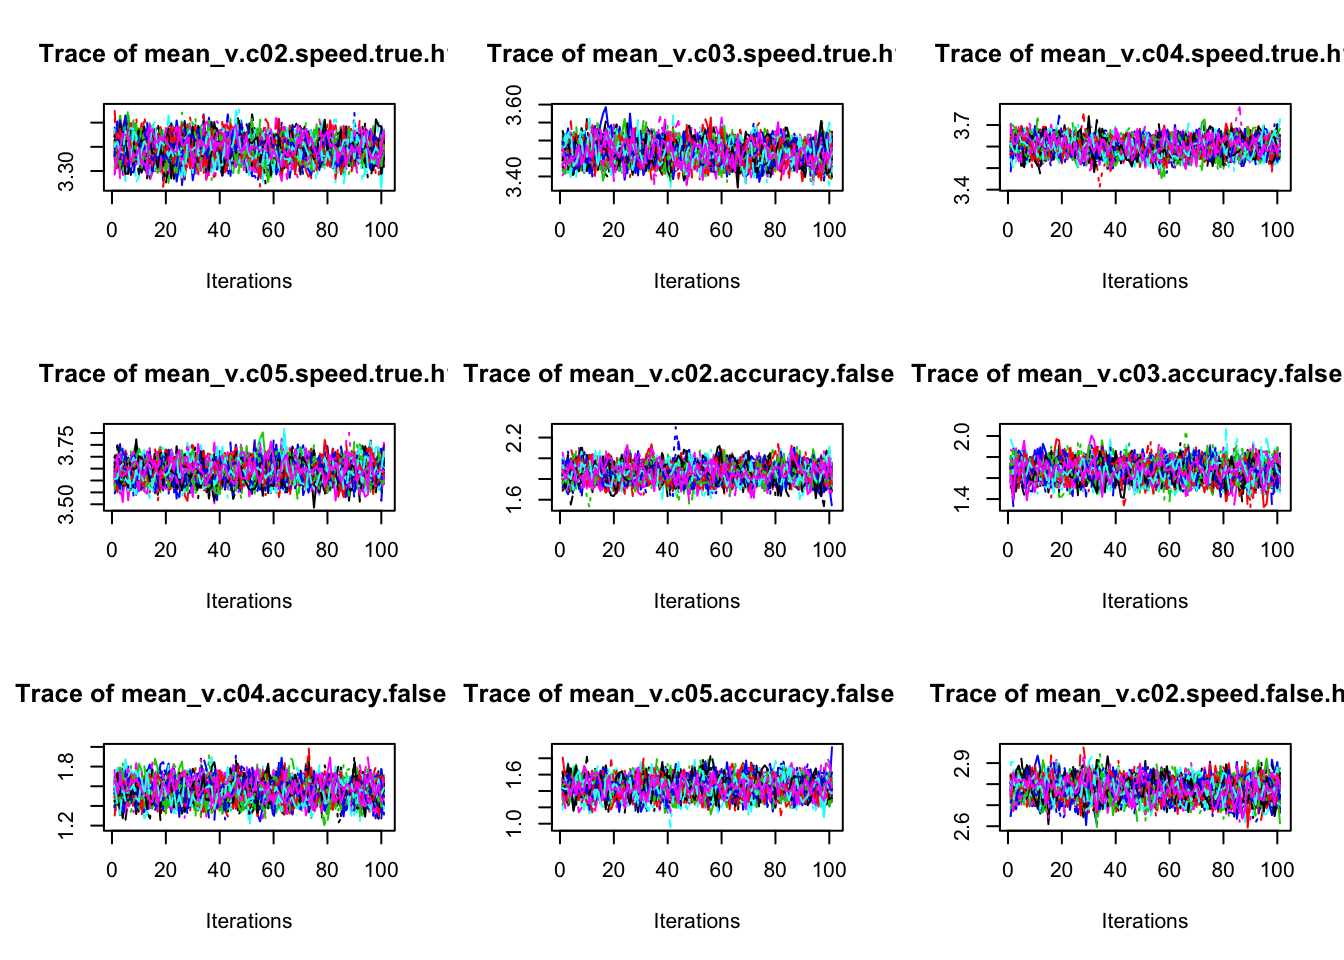 Trace of mean_v.c02.speed.true.h
Trace of mean_v.c03.speed.true.h
Trace of mean_v.c04.speed.true.h
3.30
3.40 3.60
3.4 3.7
0 20 40 60 80 100
0 20 40 60 80 100
0 20 40 60 80 100
Iterations
Iterations
Iterations
Trace of mean_v.c05.speed.true.h
Trace of mean_v.c02.accuracy.false
Trace of mean_v.c03.accuracy.false
3.50 3.75
1.6 2.2
1.4 2.0
0 20 40 60 80 100
0 20 40 60 80 100
0 20 40 60 80 100
Iterations
Iterations
Iterations
Trace of mean_v.c04.accuracy.false
Trace of mean_v.c05.accuracy.false
Trace of mean_v.c02.speed.false.h
1.2 1.8
1.0 1.6
2.6 2.9
0 20 40 60 80 100
0 20 40 60 80 100
0 20 40 60 80 100
Iterations
Iterations
Iterations